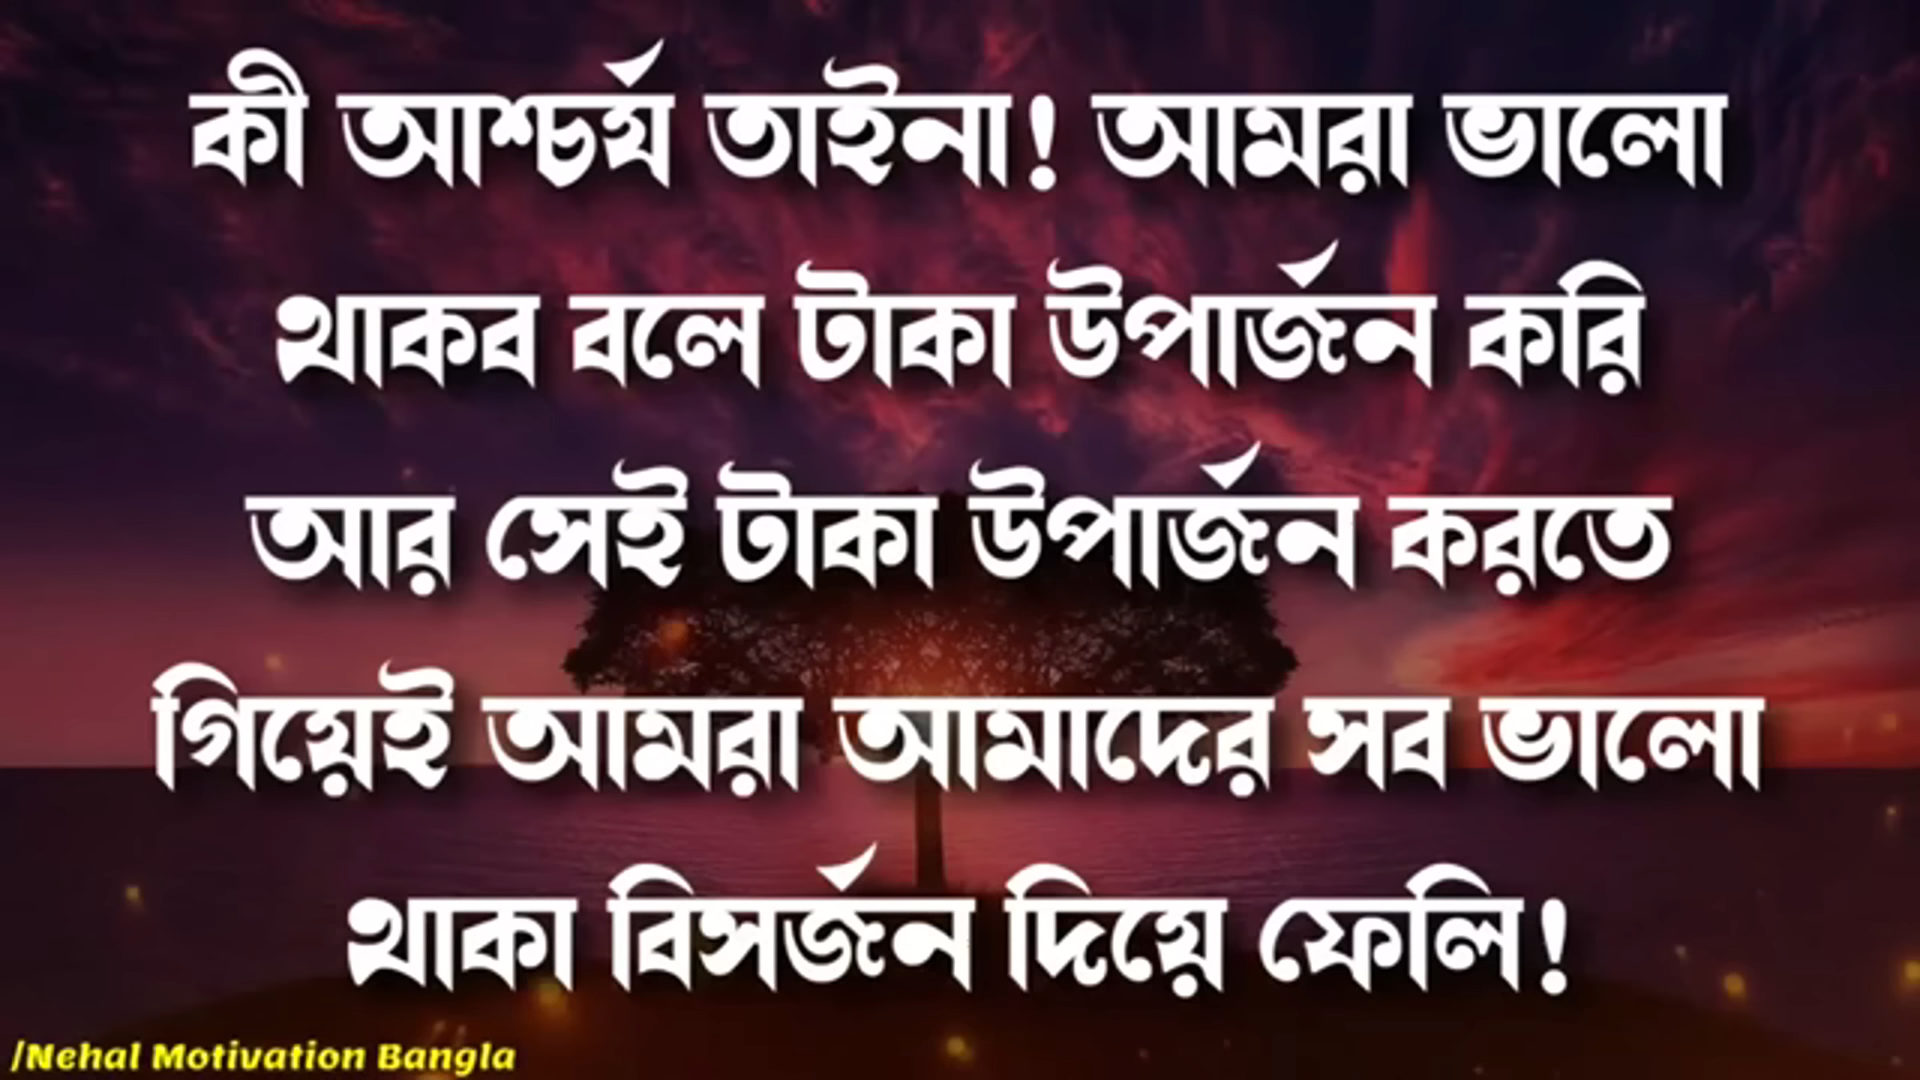 কী আশ্চর্য তাইনা! আমরা ভালো
থাকব বলে টাকা উপার্জন করি
আর সেই টাকা উপার্জন করতে
গিয়েই আমরা আমাদের সব ভালো
থাকা বিসর্জন দিয়ে ফেলি!
/Nehal Motivation Bangla